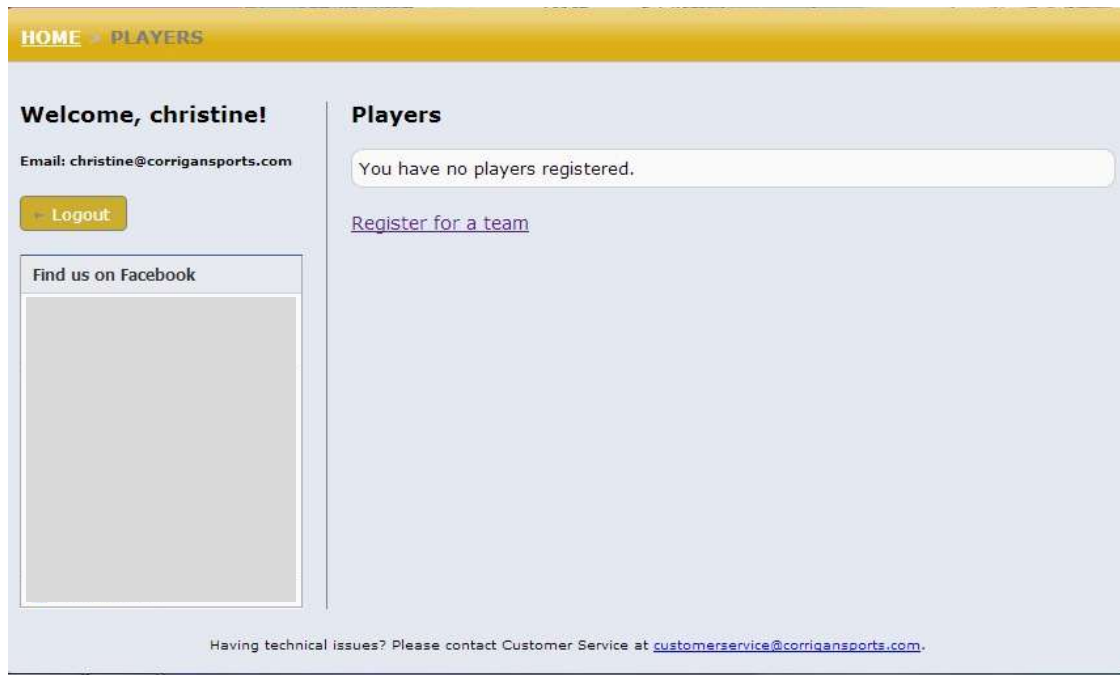 HOME » PLAYERS
Welcome, christine!
Email: christine@corrigansports.com
← Logout
Find us on Facebook
Players
You have no players registered.
Register for a team
Having technical issues? Please contact Customer Service at customerservice@corrigansports.com.